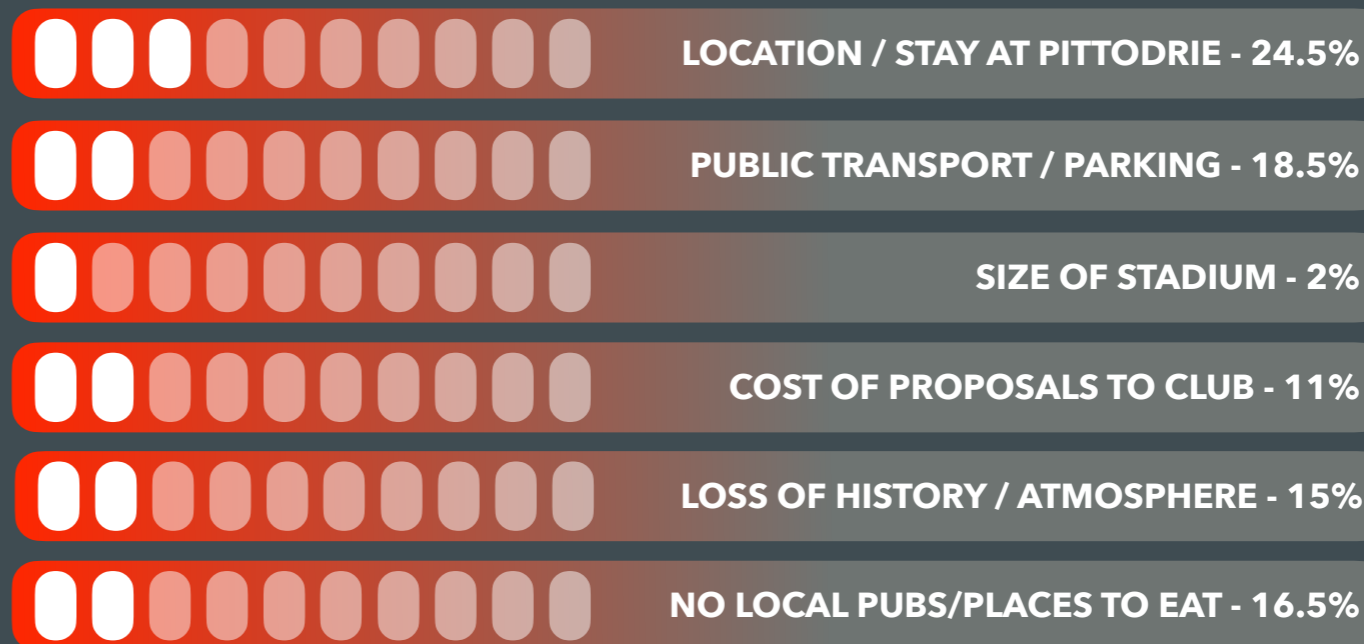 LOCATION / STAY AT PITTODRIE - 24.5%
PUBLIC TRANSPORT / PARKING - 18.5%
SIZE OF STADIUM - 2%
COST OF PROPOSALS TO CLUB - 11%
LOSS OF HISTORY / ATMOSPHERE - 15%
NO LOCAL PUBS/PLACES TO EAT - 16.5%